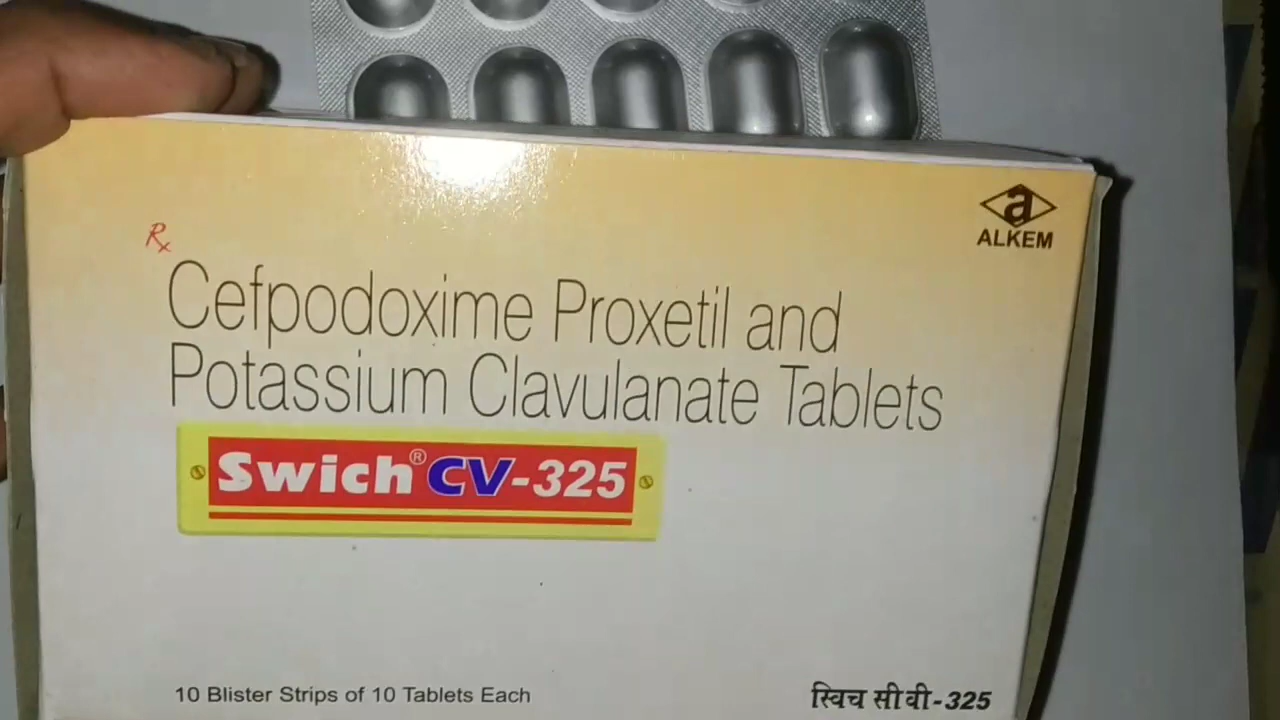 a
ALKEM
Rx
Cefpodoxime Proxetil and
Potassium Clavulanate Tablets
Swich® CV-325
10 Blister Strips of 10 Tablets Each
स्विच सी वी-325